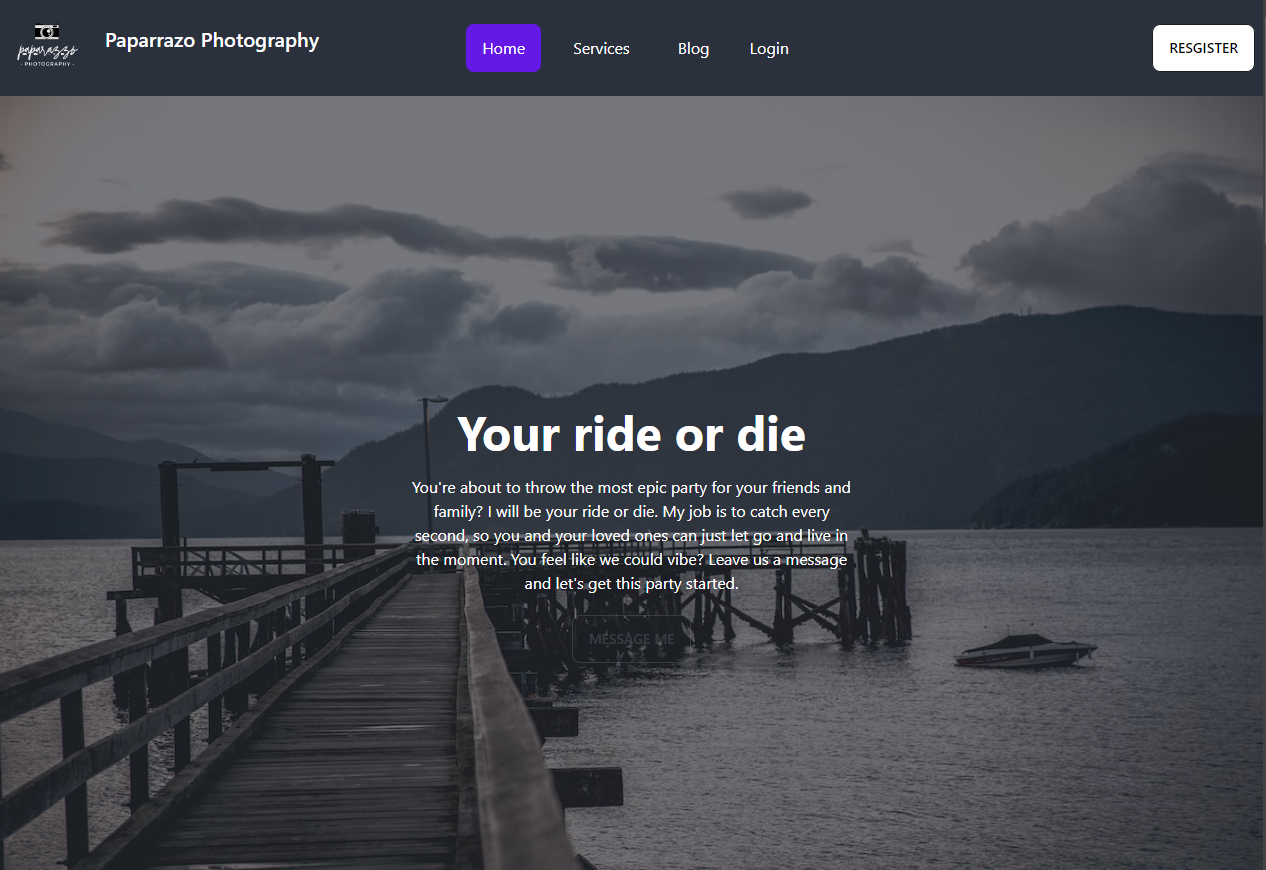 paparazzo
· PHOTOGRAPHY ·
Paparrazo Photography
Home
Services
Blog
Login
RESGISTER
Your ride or die
You're about to throw the most epic party for your friends and
family? I will be your ride or die. My job is to catch every
second, so you and your loved ones can just let go and live in
the moment. You feel like we could vibe? Leave us a message
and let's get this party started.
MESSAGE ME